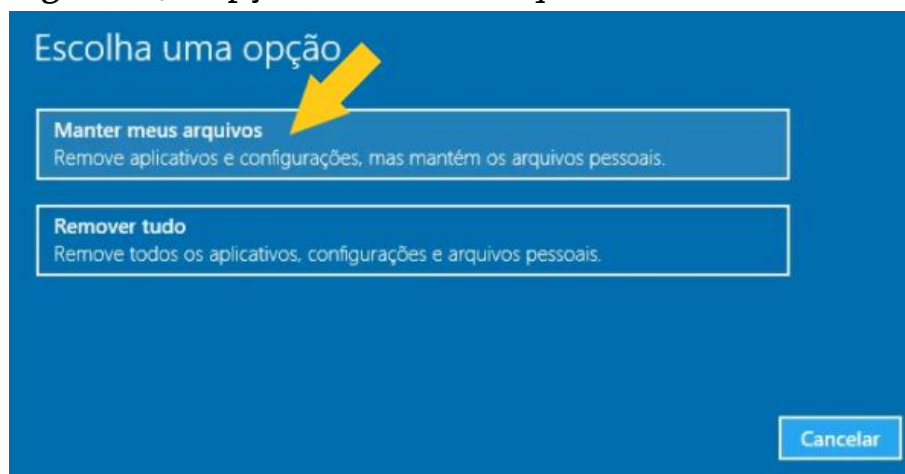 Escolha uma opção
Manter meus arquivos
Remove aplicativos e configurações, mas mantém os arquivos pessoais.
Remover tudo
Remove todos os aplicativos, configurações e arquivos pessoais.
Cancelar